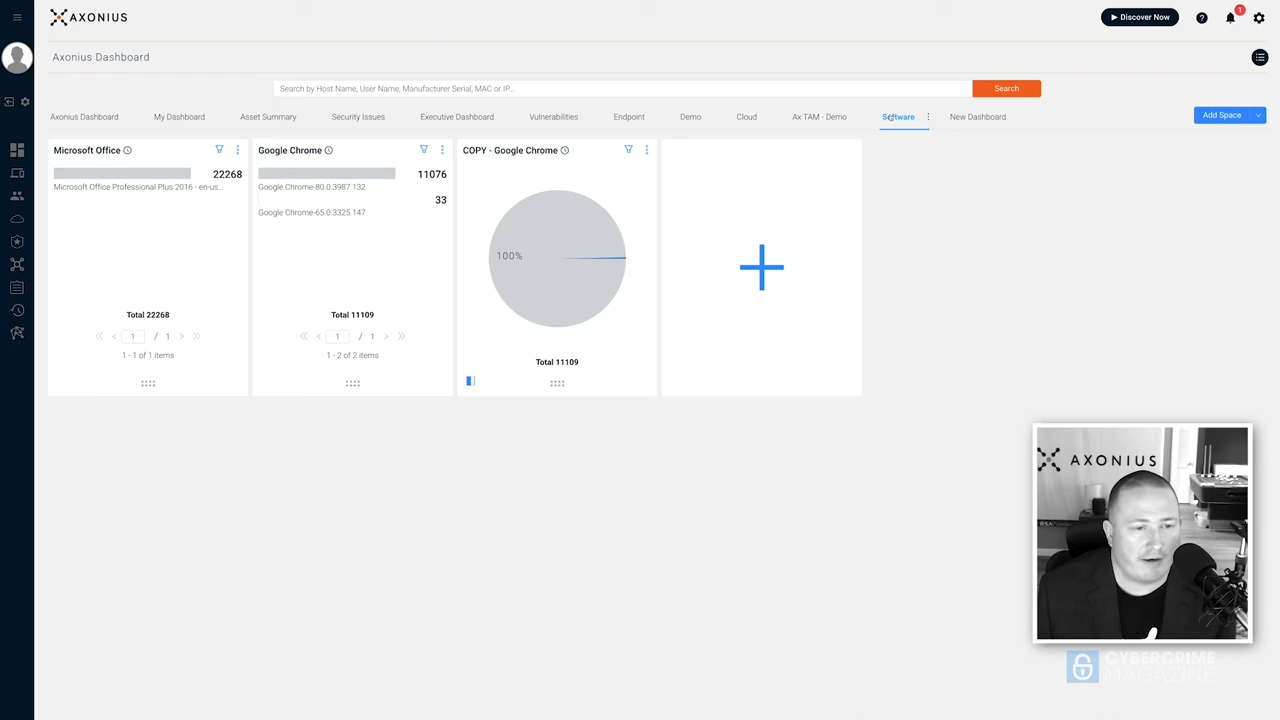 AXONIUS
Discover Now
?
1
Axonius Dashboard
Search by Host Name, User Name, Manufacturer Serial, MAC or IP...
Search
Axonius Dashboard
My Dashboard
Asset Summary
Security Issues
Executive Dashboard
Vulnerabilities
Endpoint
Demo
Cloud
Ax TAM - Demo
Software
New Dashboard
Add Space
Microsoft Office
22268
Microsoft Office Professional Plus 2016 - en-us...
Total 22268
1 / 1
1 - 1 of 1 items
Google Chrome
11076
Google Chrome-80.0.3987.132
33
Google Chrome-65.0.3325.147
Total 11109
1 / 1
1 - 2 of 2 items
COPY - Google Chrome
100%
Total 11109
AXONIUS
CYBERCRIME
MAGAZINE